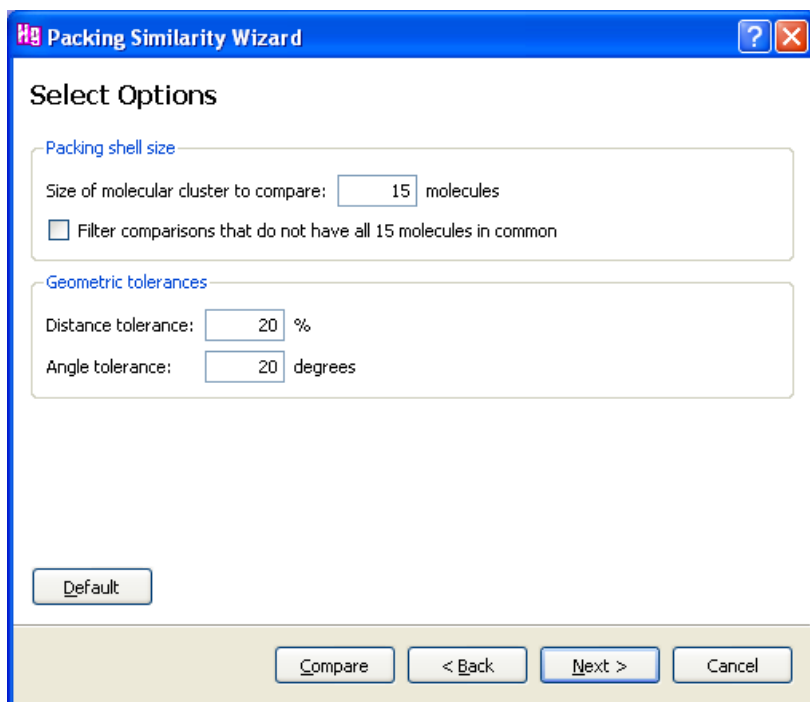 Hg Packing Similarity Wizard ?
Select Options
Packing shell size
Size of molecular cluster to compare: 15 molecules
Filter comparisons that do not have all 15 molecules in common
Geometric tolerances
Distance tolerance: 20 %
Angle tolerance: 20 degrees
Default
Compare < Back Next > Cancel